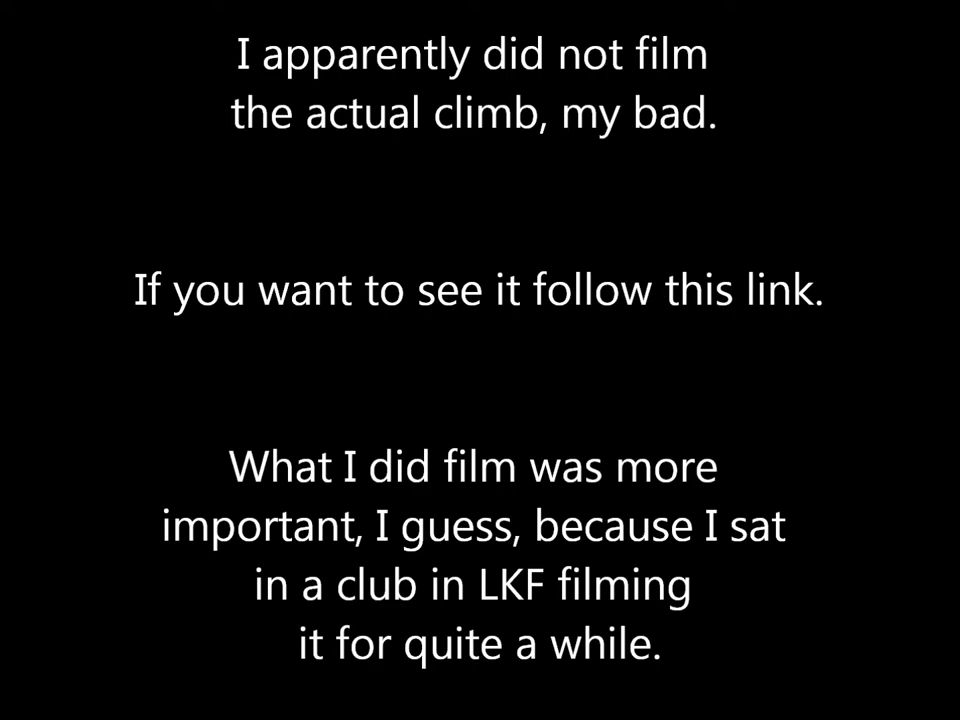 I apparently did not film
the actual climb, my bad.
If you want to see it follow this link.
What I did film was more
important, I guess, because I sat
in a club in LKF filming
it for quite a while.